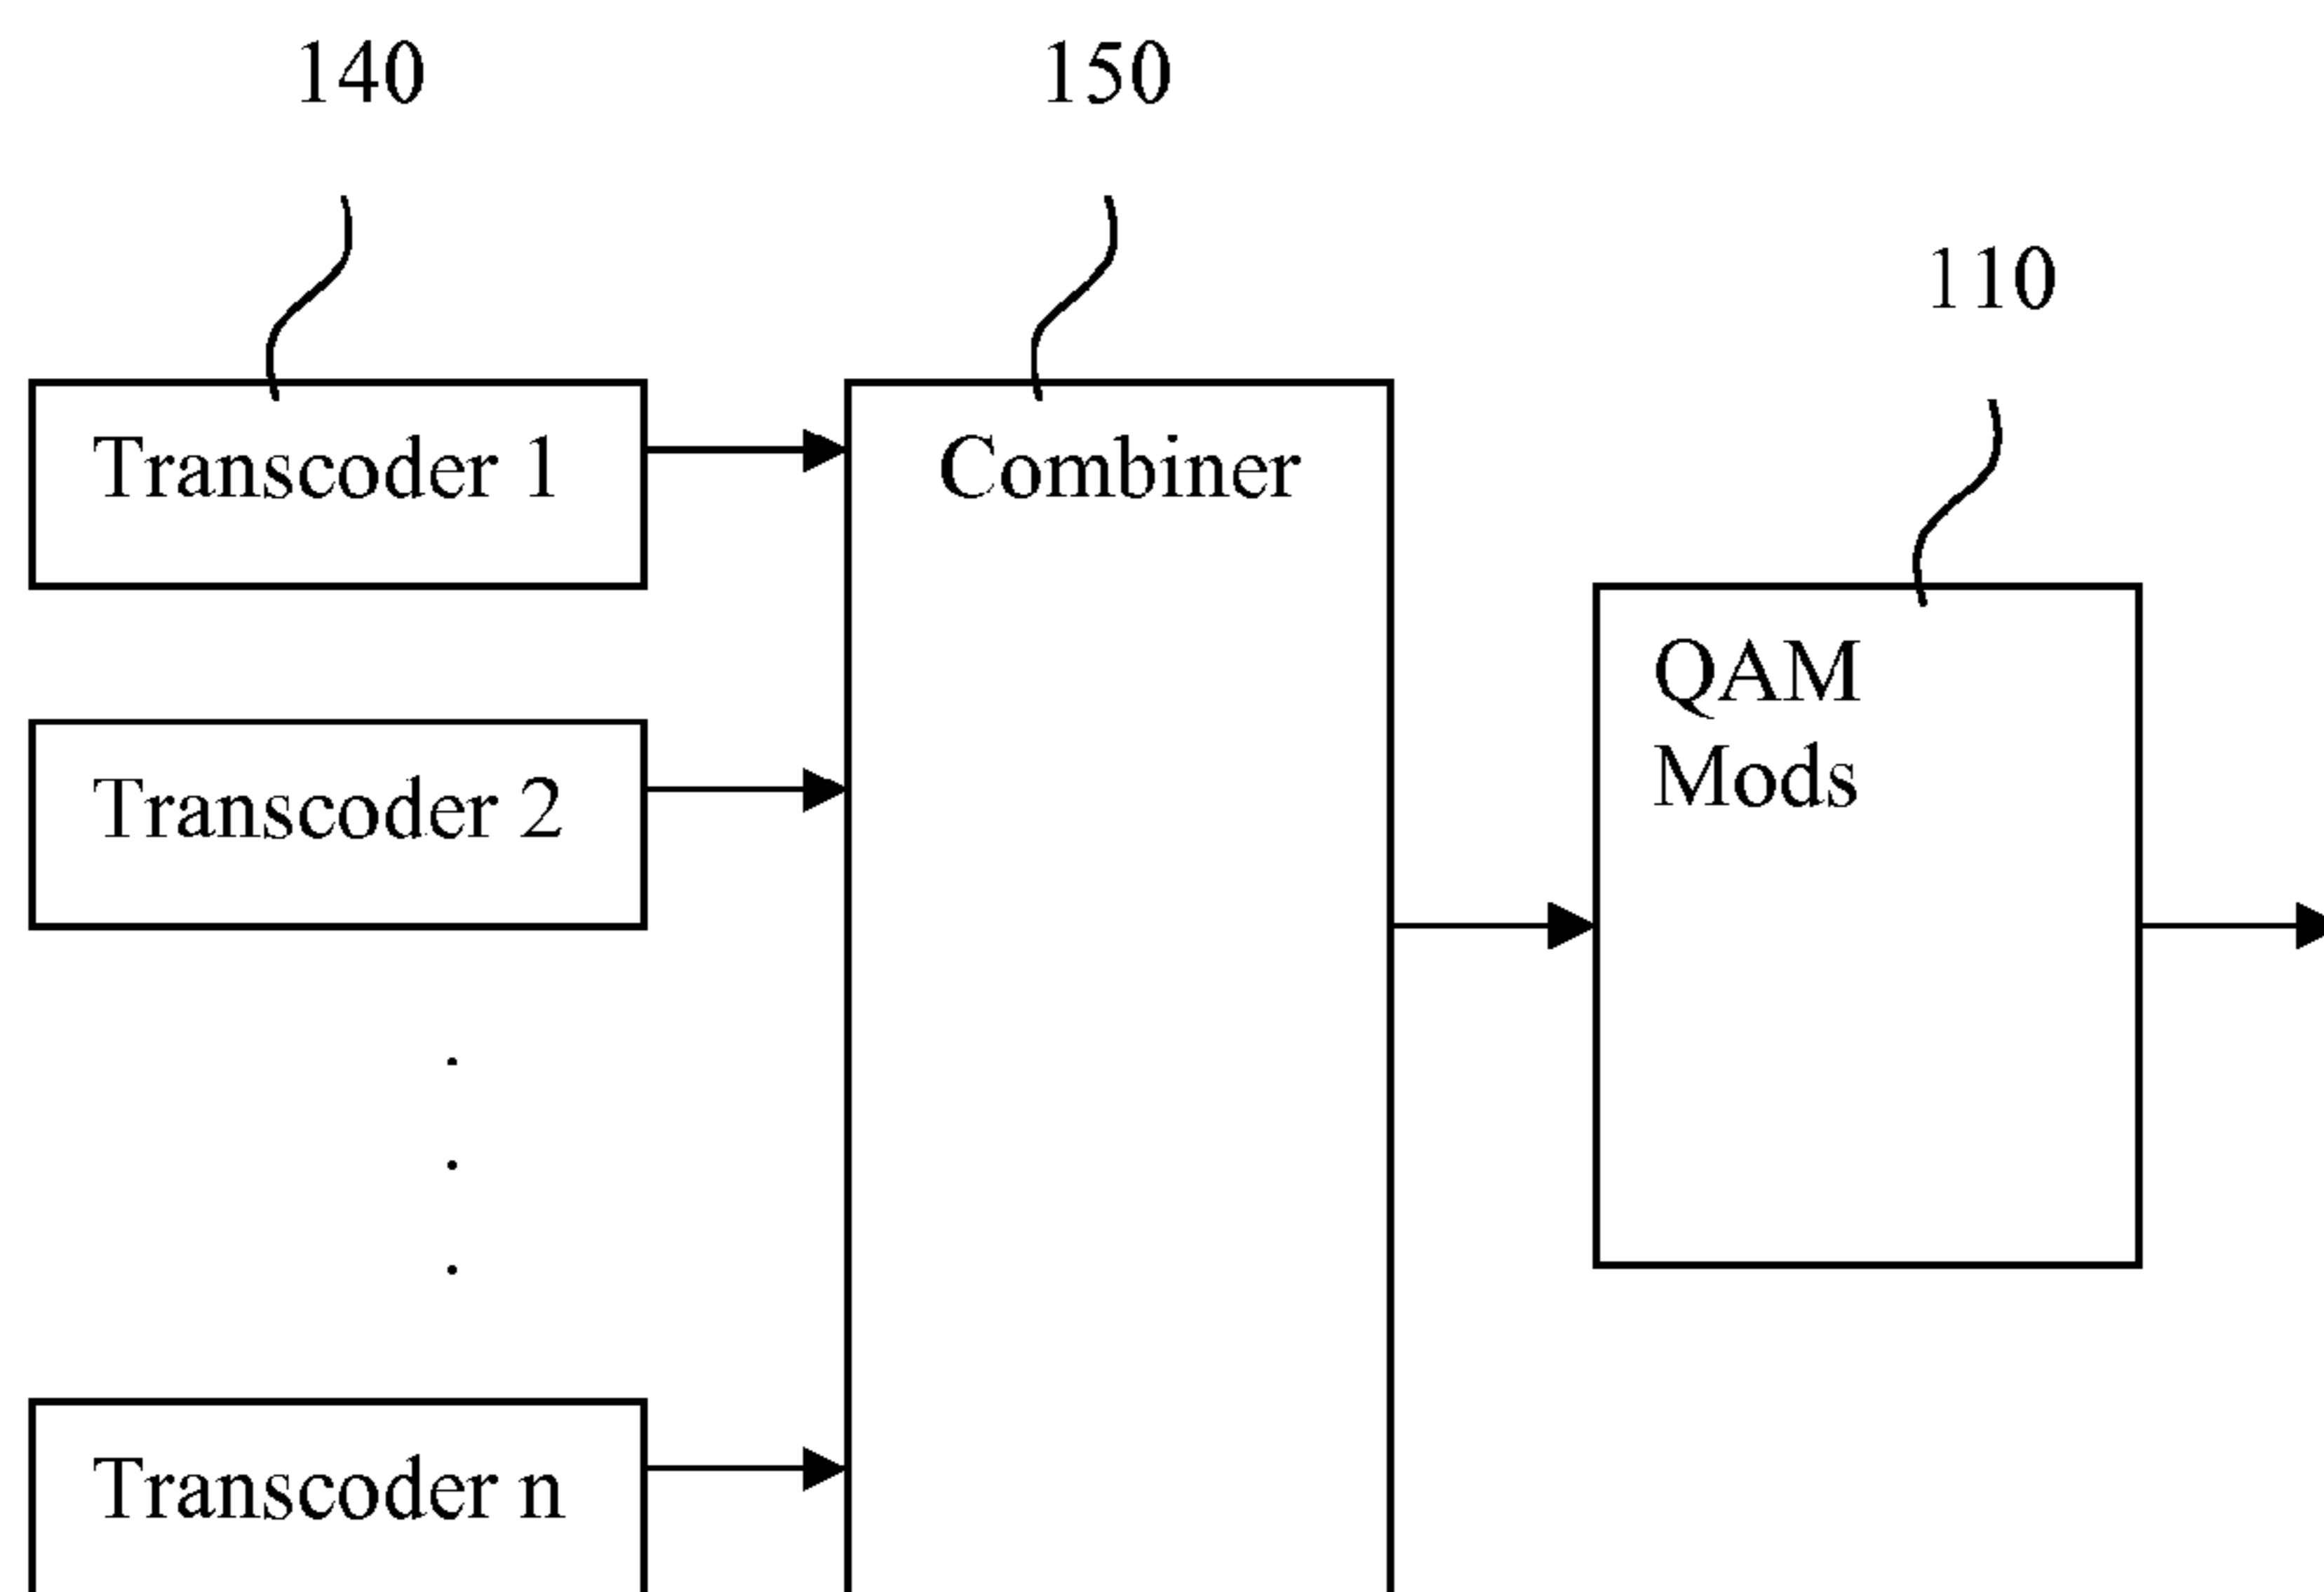 140
150
110
Transcoder 1
Combiner
QAM
Mods
Transcoder 2
.
.
.
Transcoder n